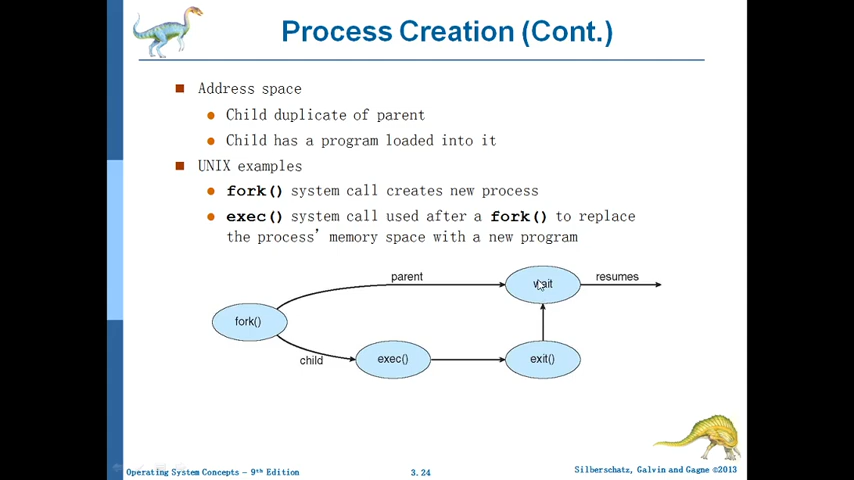 Process Creation (Cont.)
Address space
Child duplicate of parent
Child has a program loaded into it
UNIX examples
fork() system call creates new process
exec() system call used after a fork() to replace
the process' memory space with a new program
parent
wait
resumes
fork()
child
exec()
exit()
Operating System Concepts – 9th Edition
3.24
Silberschatz, Galvin and Gagne ©2013